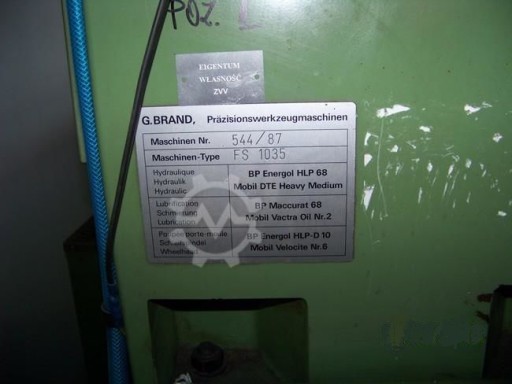 POZ.
EIGENTUM
WŁASNOŚĆ
ZVV
G.BRAND, Präzisionswerkzeugmaschinen
Maschinen Nr. 544/87
Maschinen-Type FS 1035
Hydraulique BP Energol HLP 68
Hydraulik
Hydraulic Mobil DTE Heavy Medium
Lubrification BP Maccurat 68
Schmierung
Lubrication Mobil Vactra Oil Nr.2
BP Energol HLP-D 10
Mobil Velocite Nr.6